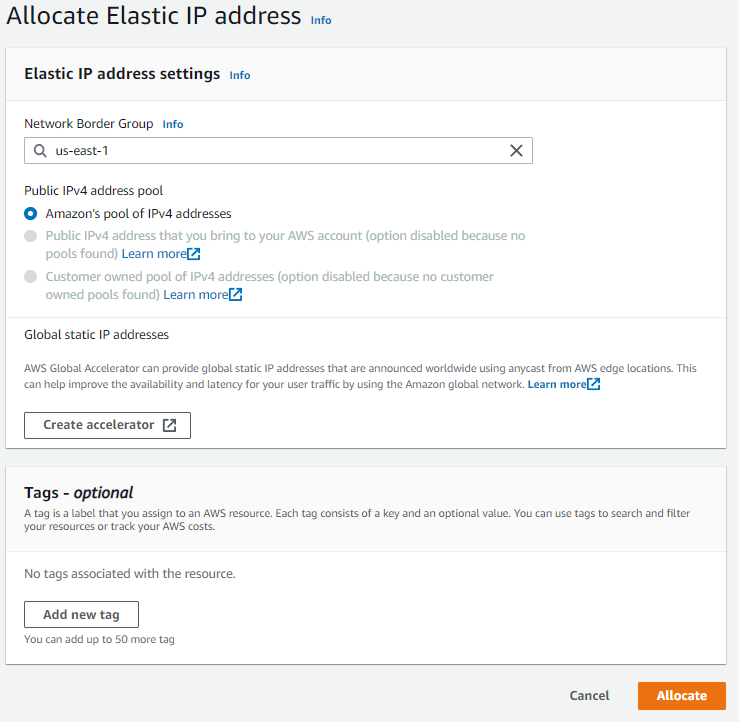 Allocate Elastic IP address Info
Elastic IP address settings Info
Network Border Group Info
us-east-1
Public IPv4 address pool
Amazon's pool of IPv4 addresses
Public IPv4 address that you bring to your AWS account (option disabled because no
pools found) Learn more
Customer owned pool of IPv4 addresses (option disabled because no customer
owned pools found) Learn more
Global static IP addresses
AWS Global Accelerator can provide global static IP addresses that are announced worldwide using anycast from AWS edge locations. This
can help improve the availability and latency for your user traffic by using the Amazon global network. Learn more
Create accelerator
Tags - optional
A tag is a label that you assign to an AWS resource. Each tag consists of a key and an optional value. You can use tags to search and filter
your resources or track your AWS costs.
No tags associated with the resource.
Add new tag
You can add up to 50 more tag
Cancel Allocate